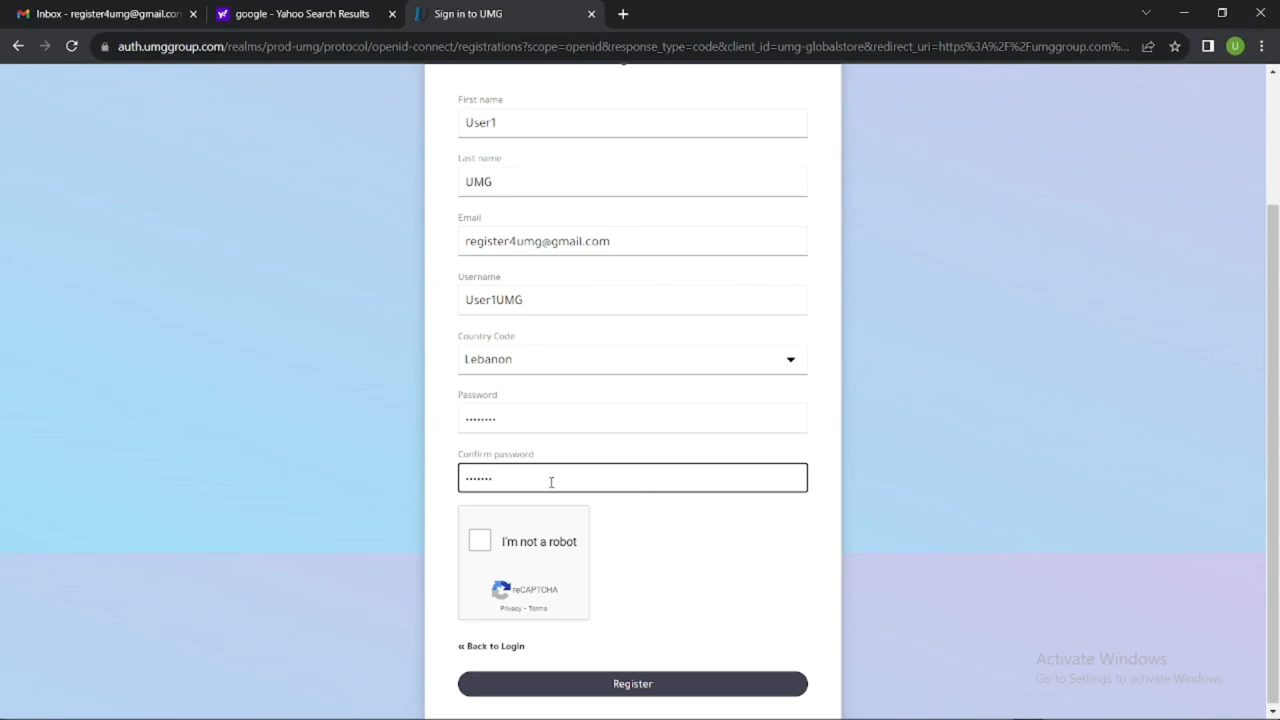 Inbox - register4umg@gmail.con
google - Yahoo Search Results
Sign in to UMG
auth.umggroup.com/realms/prod-umg/protocol/openid-connect/registrations?scope=openid&response_type=code&client_id=umg-globalstore&redirect_uri=https%3A%2F%2Fumggroup.com%...
U
First name
User1
Last name
UMG
Email
register4umg@gmail.com
Username
User1UMG
Country Code
Lebanon
Password
••••••••
Confirm password
•••••••
I'm not a robot
reCAPTCHA
Privacy - Terms
« Back to Login
Register
Activate Windows
Go to Settings to activate Windows.